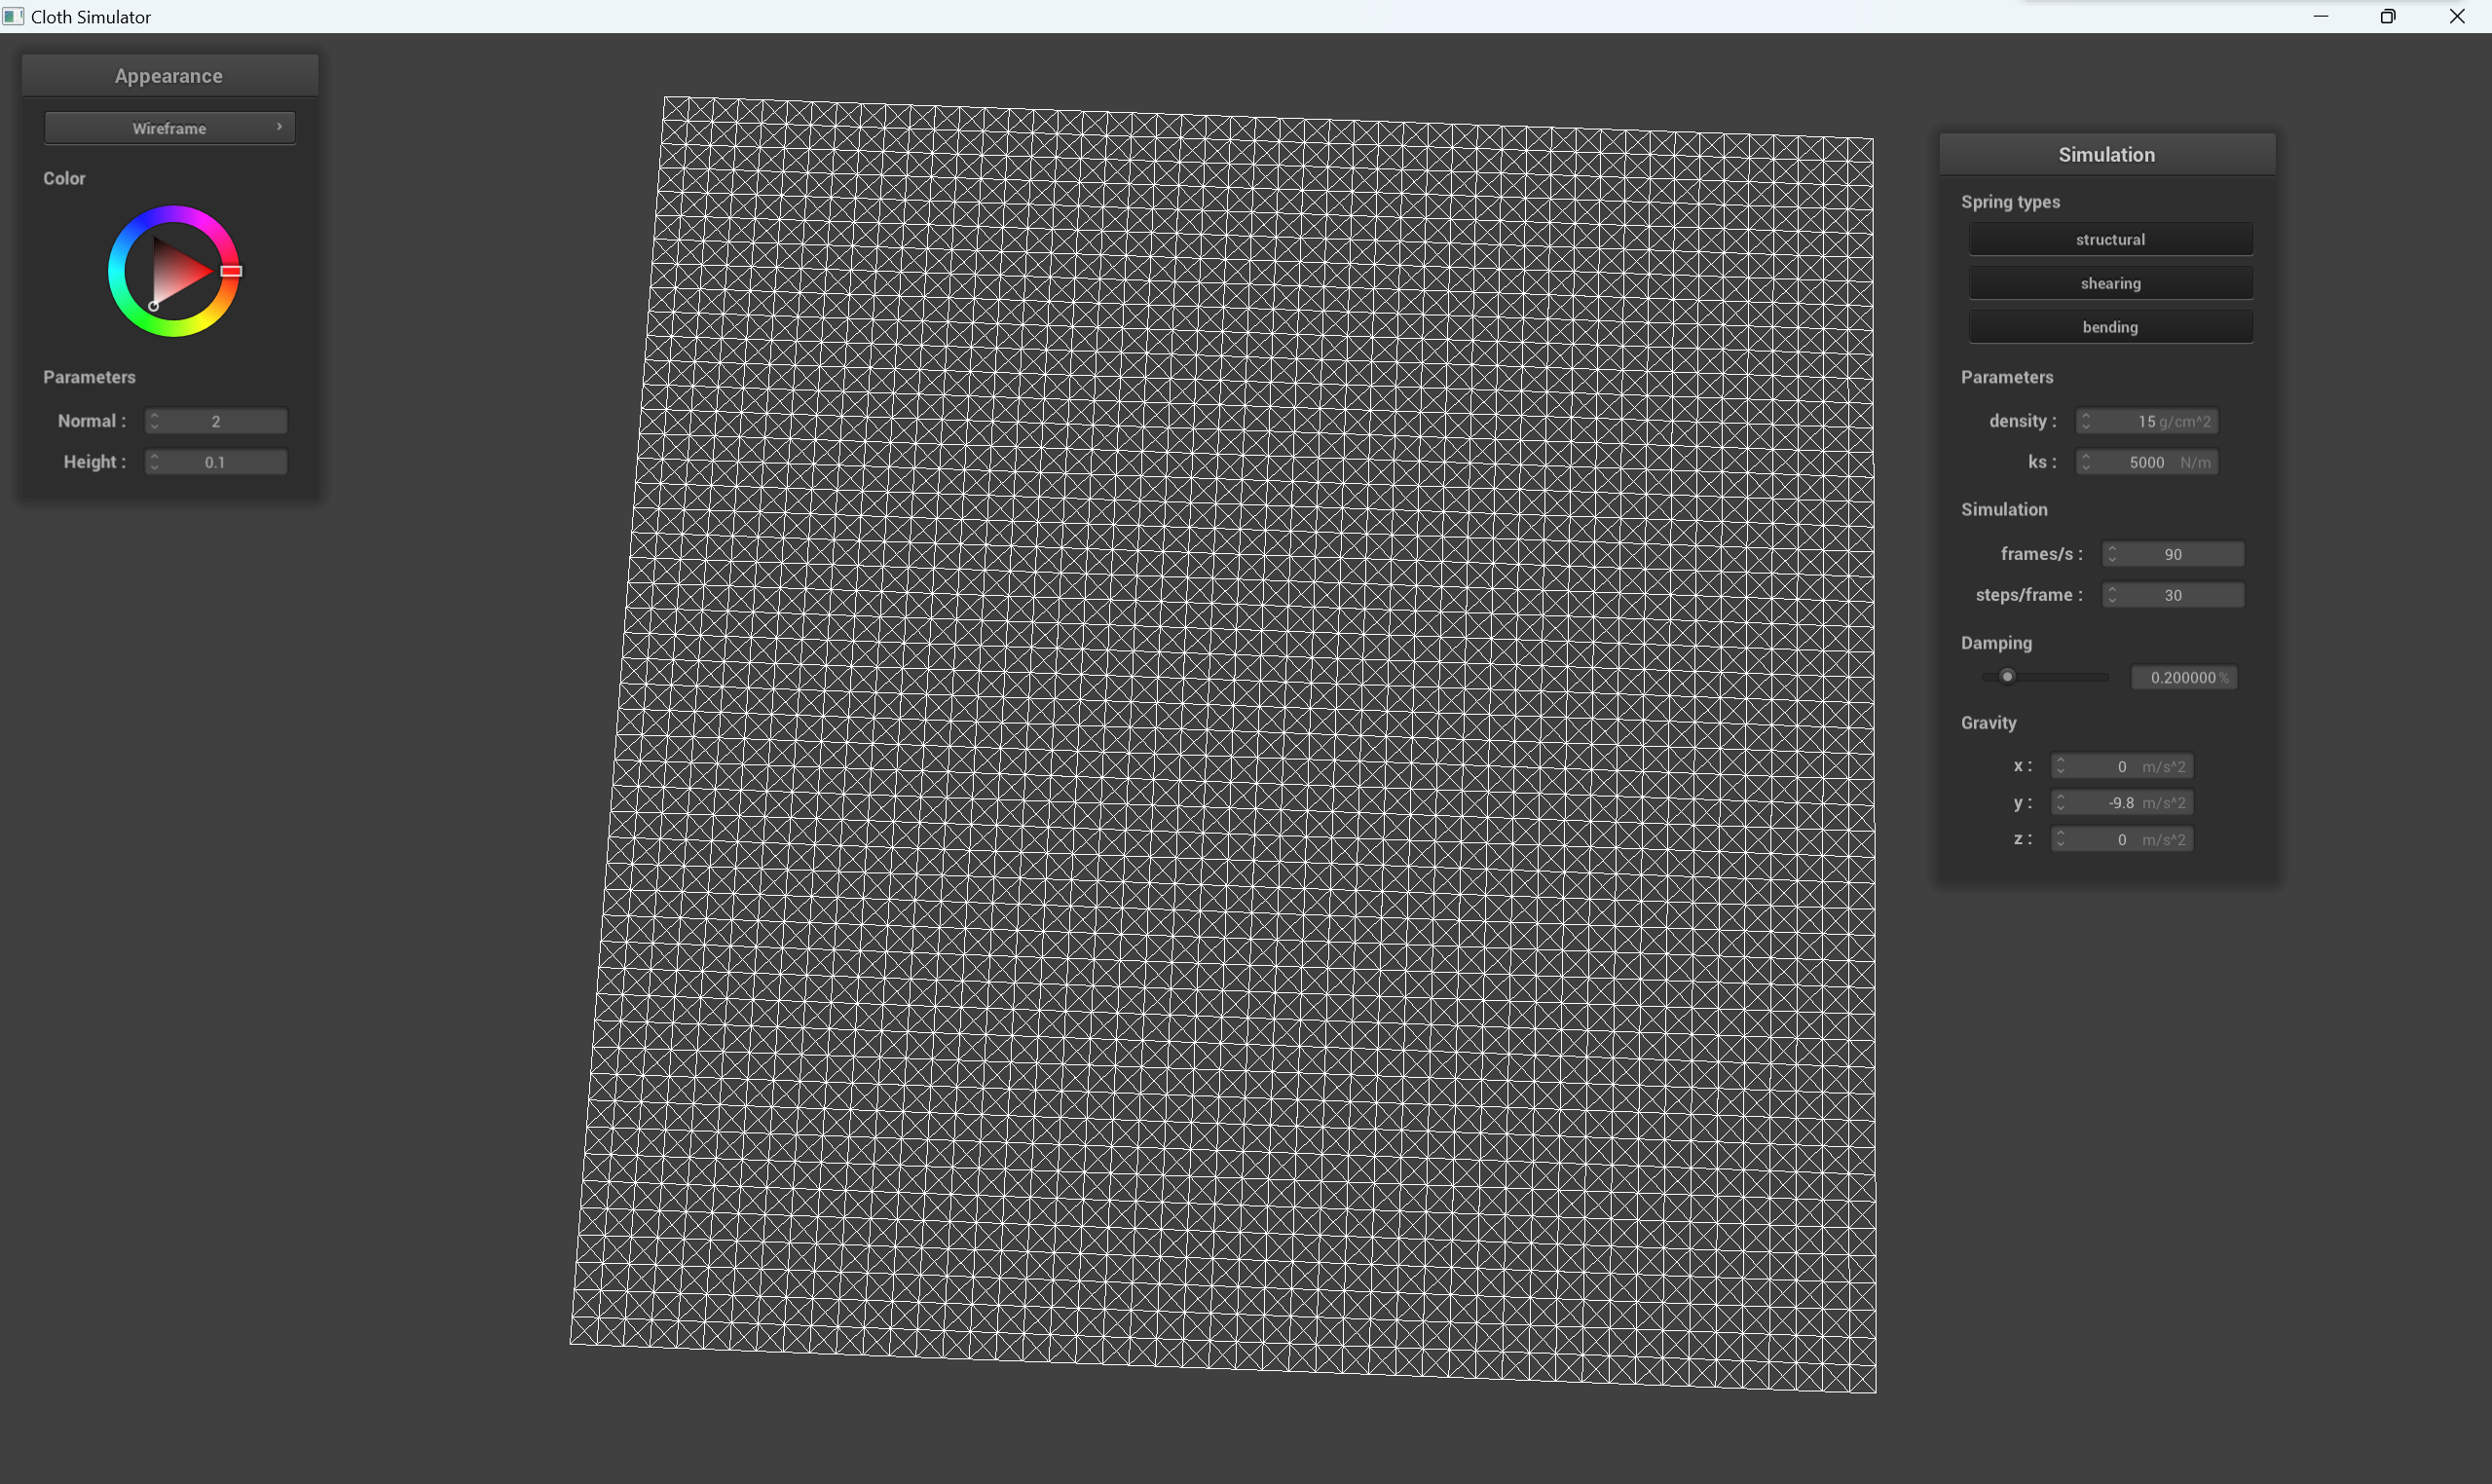 Cloth Simulator
Appearance
Wireframe
Color
Parameters
Normal : 2
Height : 0.1
Simulation
Spring types
structural
shearing
bending
Parameters
density : 15 g/cm^2
ks : 5000 N/m
Simulation
frames/s : 90
steps/frame : 30
Damping
0.200000 %
Gravity
x : 0 m/s^2
y : -9.8 m/s^2
z : 0 m/s^2